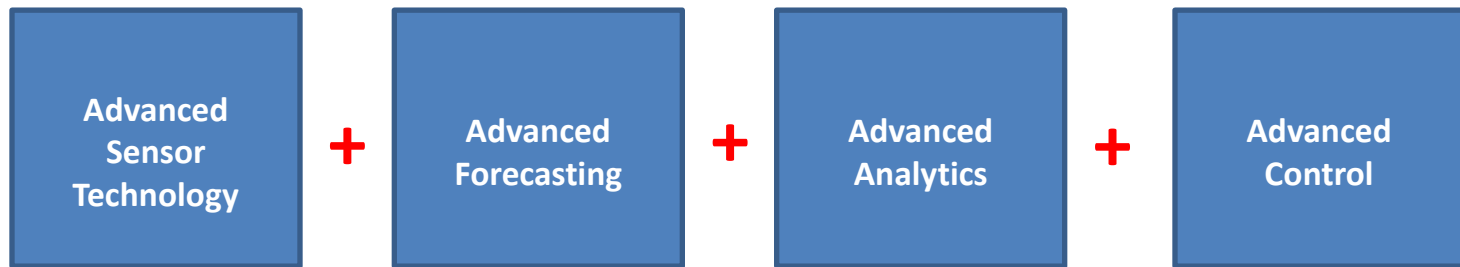 Advanced
Sensor
Technology
+
Advanced
Forecasting
+
Advanced
Analytics
+
Advanced
Control